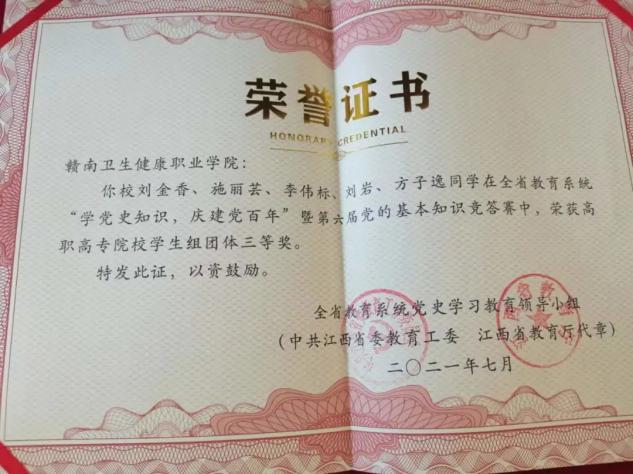 荣誉证书
HONORARY CREDENTIAL
赣南卫生健康职业学院：
你校刘金香、施丽芸、李伟标、刘岩、方子逸同学在全省教育系统
“学党史知识，庆建党百年”暨第六届党的基本知识竞答赛中，荣获高
职高专院校学生组团体三等奖。
特发此证，以资鼓励。
全省教育系统党史学习教育领导小组
（中共江西省委教育工委 江西省教育厅代章）
二〇二一年七月